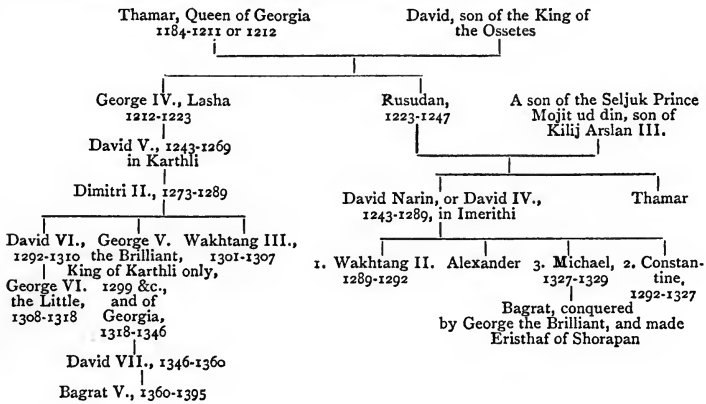 Thamar, Queen of Georgia
1184-1211 or 1212
David, son of the King of
the Ossetes
George IV., Lasha
1212-1223
Rusudan,
1223-1247
A son of the Seljuk Prince
Mojit ud din, son of
Kilij Arslan III.
David V., 1243-1269
in Karthli
Dimitri II., 1273-1289
David Narin, or David IV.,
1243-1289, in Imerithi
Thamar
David VI.,
1292-1310
George VI.
the Little,
1308-1318
George V.
the Brilliant,
King of Karthli only,
1299 &c.,
and of
Georgia,
1318-1346
Wakhtang III.,
1301-1307
David VII., 1346-1360
Bagrat V., 1360-1395
1. Wakhtang II.
1289-1292
Alexander
3. Michael,
1327-1329
2. Constan-
tine,
1292-1327
Bagrat, conquered
by George the Brilliant, and made
Eristhaf of Shorapan